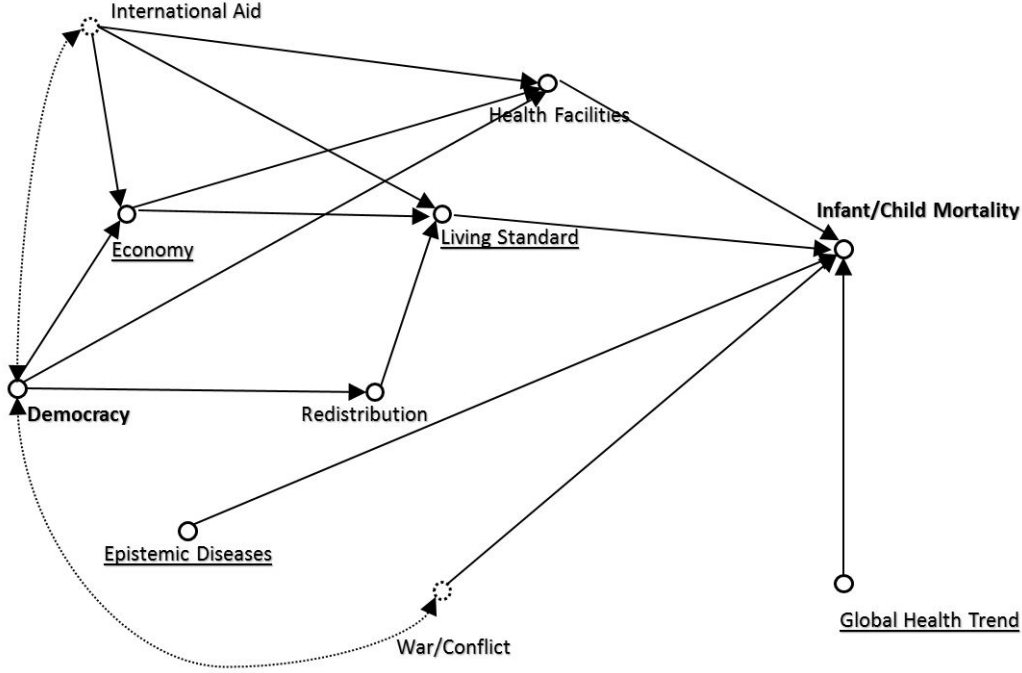 International Aid
Health Facilities
Infant/Child Mortality
Economy
Living Standard
Democracy
Redistribution
Epistemic Diseases
Global Health Trend
War/Conflict